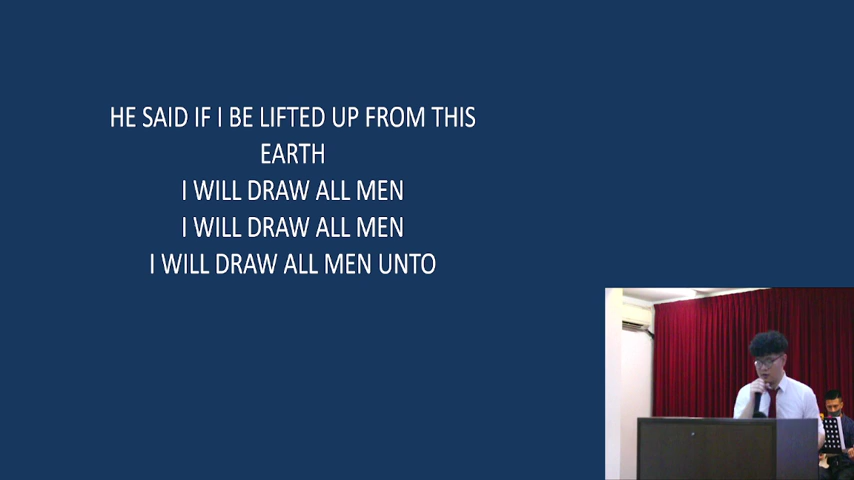 HE SAID IF I BE LIFTED UP FROM THIS
EARTH
I WILL DRAW ALL MEN
I WILL DRAW ALL MEN
I WILL DRAW ALL MEN UNTO